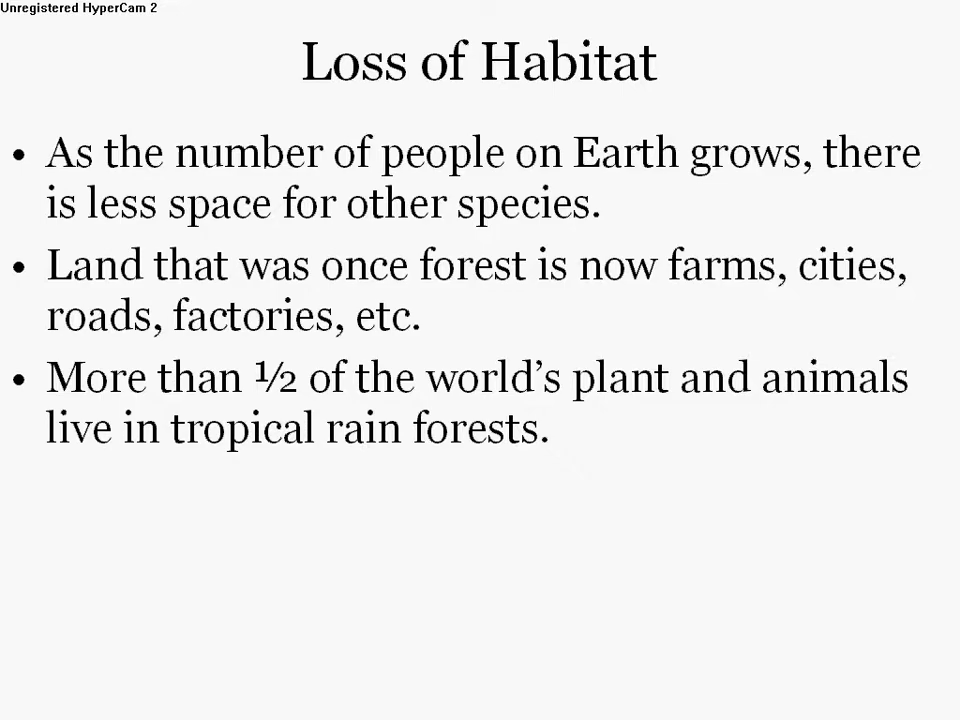 Unregistered HyperCam 2
Loss of Habitat
• As the number of people on Earth grows, there
is less space for other species.
• Land that was once forest is now farms, cities,
roads, factories, etc.
• More than ½ of the world’s plant and animals
live in tropical rain forests.